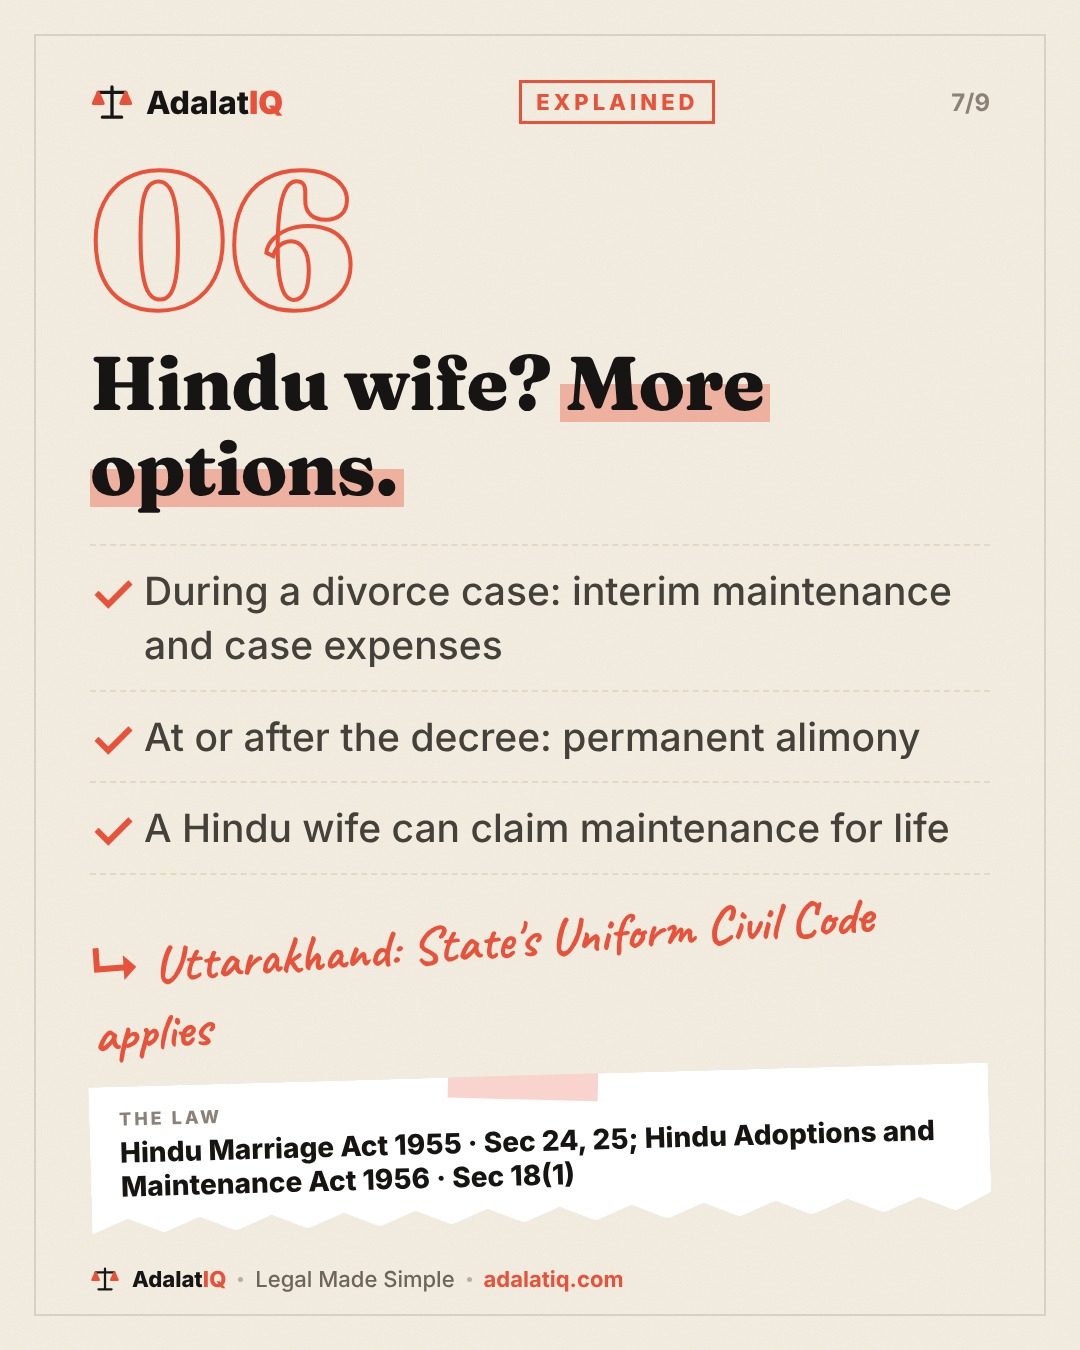 AdalatIQ
EXPLAINED
7/9
06
Hindu wife? More
options.
During a divorce case: interim maintenance
and case expenses
At or after the decree: permanent alimony
A Hindu wife can claim maintenance for life
↳ Uttarakhand: State's Uniform Civil Code
applies
THE LAW
Hindu Marriage Act 1955 · Sec 24, 25; Hindu Adoptions and
Maintenance Act 1956 · Sec 18(1)
AdalatIQ • Legal Made Simple • adalatiq.com